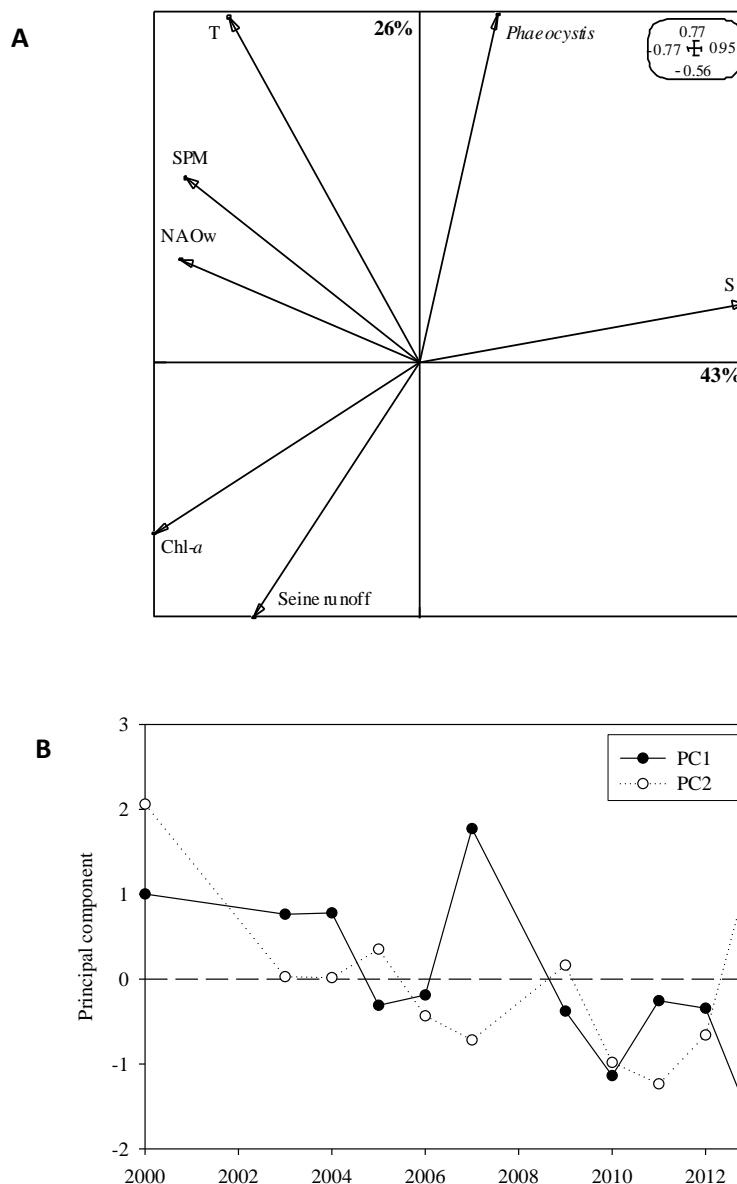 A
T
26%
Phaeocystis
0.77
-0.77 0.95
- 0.56
SPM
NAOw
S
43%
Chl-a
Seine runoff
B
3
PC1
PC2
2
1
0
-1
-2
Principal component
2000 2002 2004 2006 2008 2010 2012